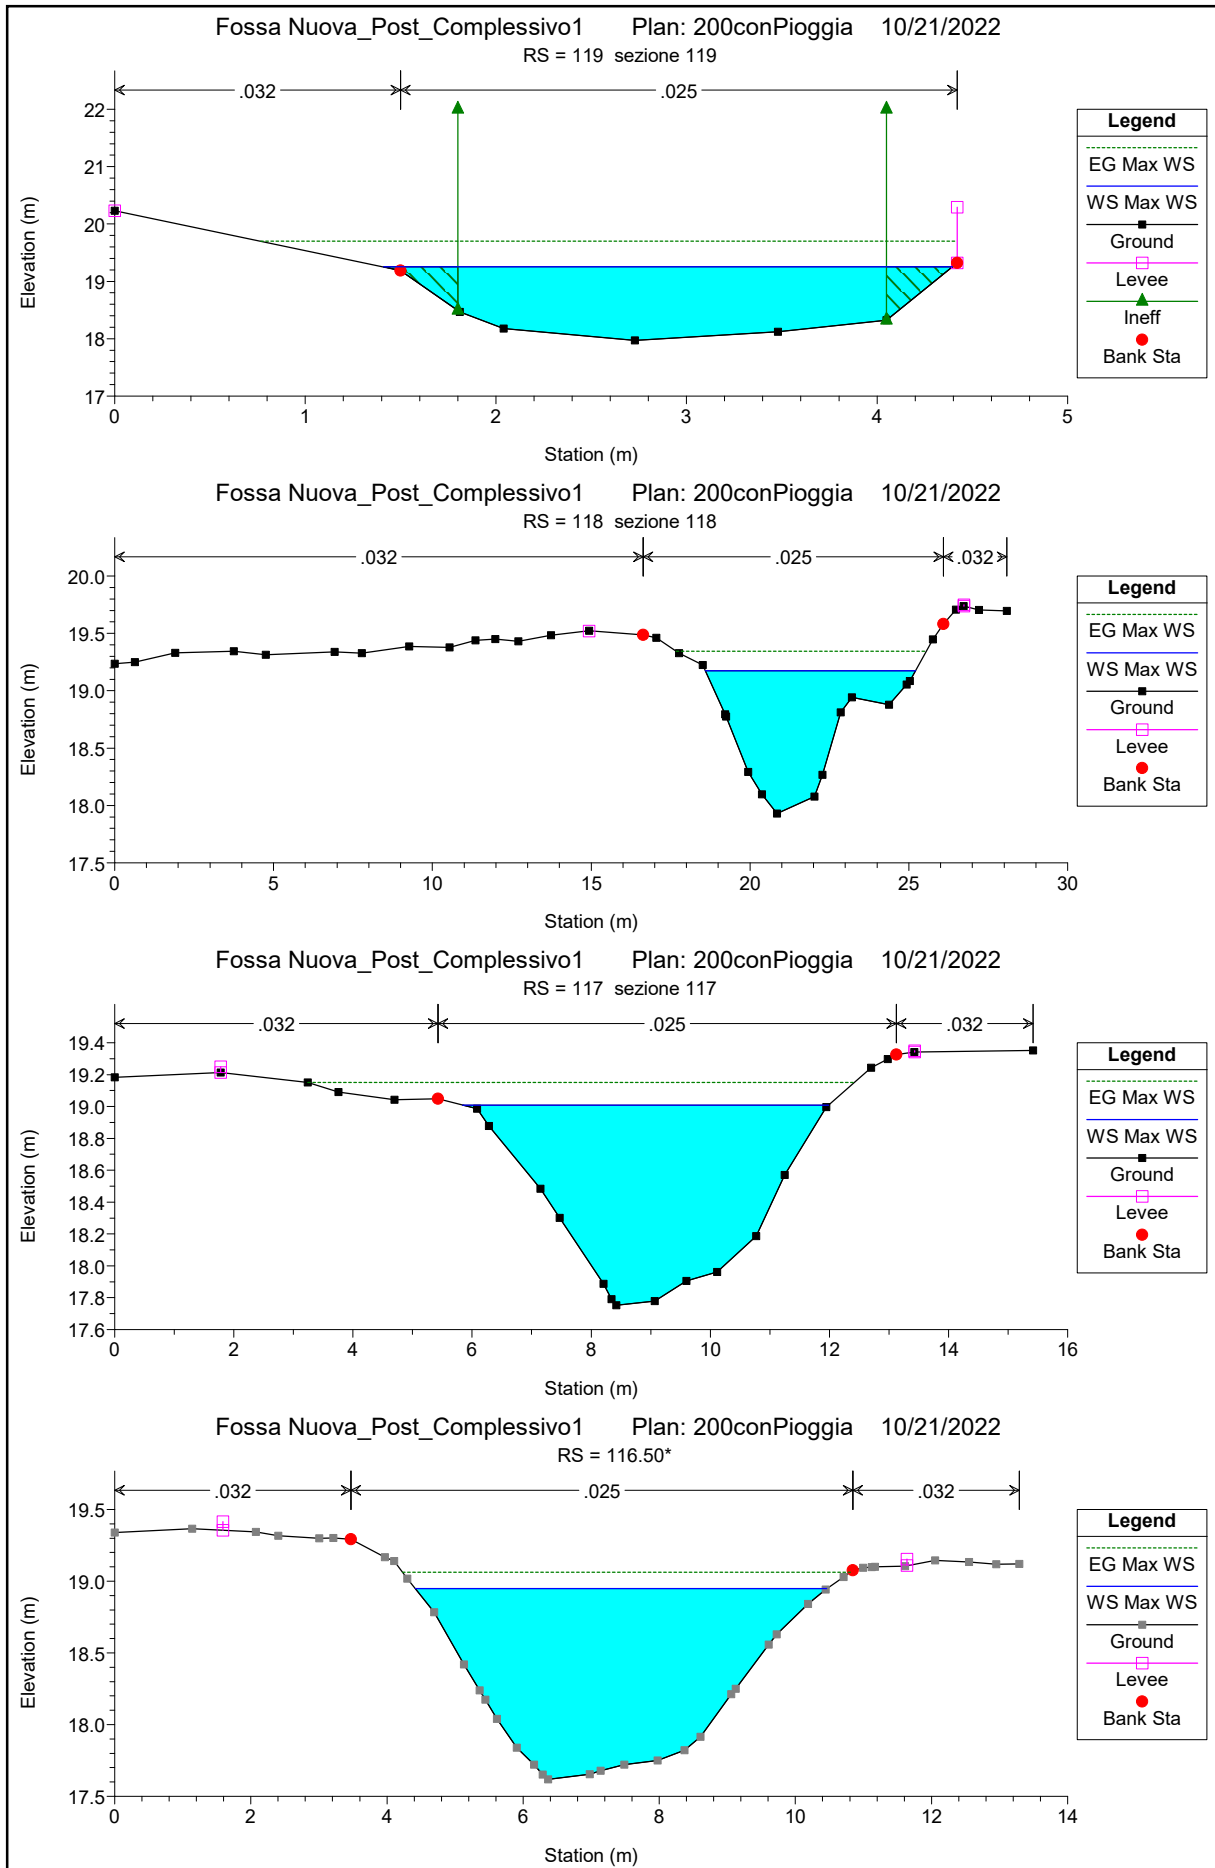 Fossa Nuova_Post_Complessivo1 Plan: 200conPioggia 10/21/2022
RS = 119 sezione 119
.032 .025
22
21
20
19
18
17
Elevation (m)
0 1 2 3 4 5
Station (m)
Legend
EG Max WS
WS Max WS
Ground
Levee
Ineff
Bank Sta
Fossa Nuova_Post_Complessivo1 Plan: 200conPioggia 10/21/2022
RS = 118 sezione 118
.032 .025 .032
20.0
19.5
19.0
18.5
18.0
17.5
Elevation (m)
0 5 10 15 20 25 30
Station (m)
Legend
EG Max WS
WS Max WS
Ground
Levee
Bank Sta
Fossa Nuova_Post_Complessivo1 Plan: 200conPioggia 10/21/2022
RS = 117 sezione 117
.032 .025 .032
19.4
19.2
19.0
18.8
18.6
18.4
18.2
18.0
17.8
17.6
Elevation (m)
0 2 4 6 8 10 12 14 16
Station (m)
Legend
EG Max WS
WS Max WS
Ground
Levee
Bank Sta
Fossa Nuova_Post_Complessivo1 Plan: 200conPioggia 10/21/2022
RS = 116.50*
.032 .025 .032
19.5
19.0
18.5
18.0
17.5
Elevation (m)
0 2 4 6 8 10 12 14
Station (m)
Legend
EG Max WS
WS Max WS
Ground
Levee
Bank Sta